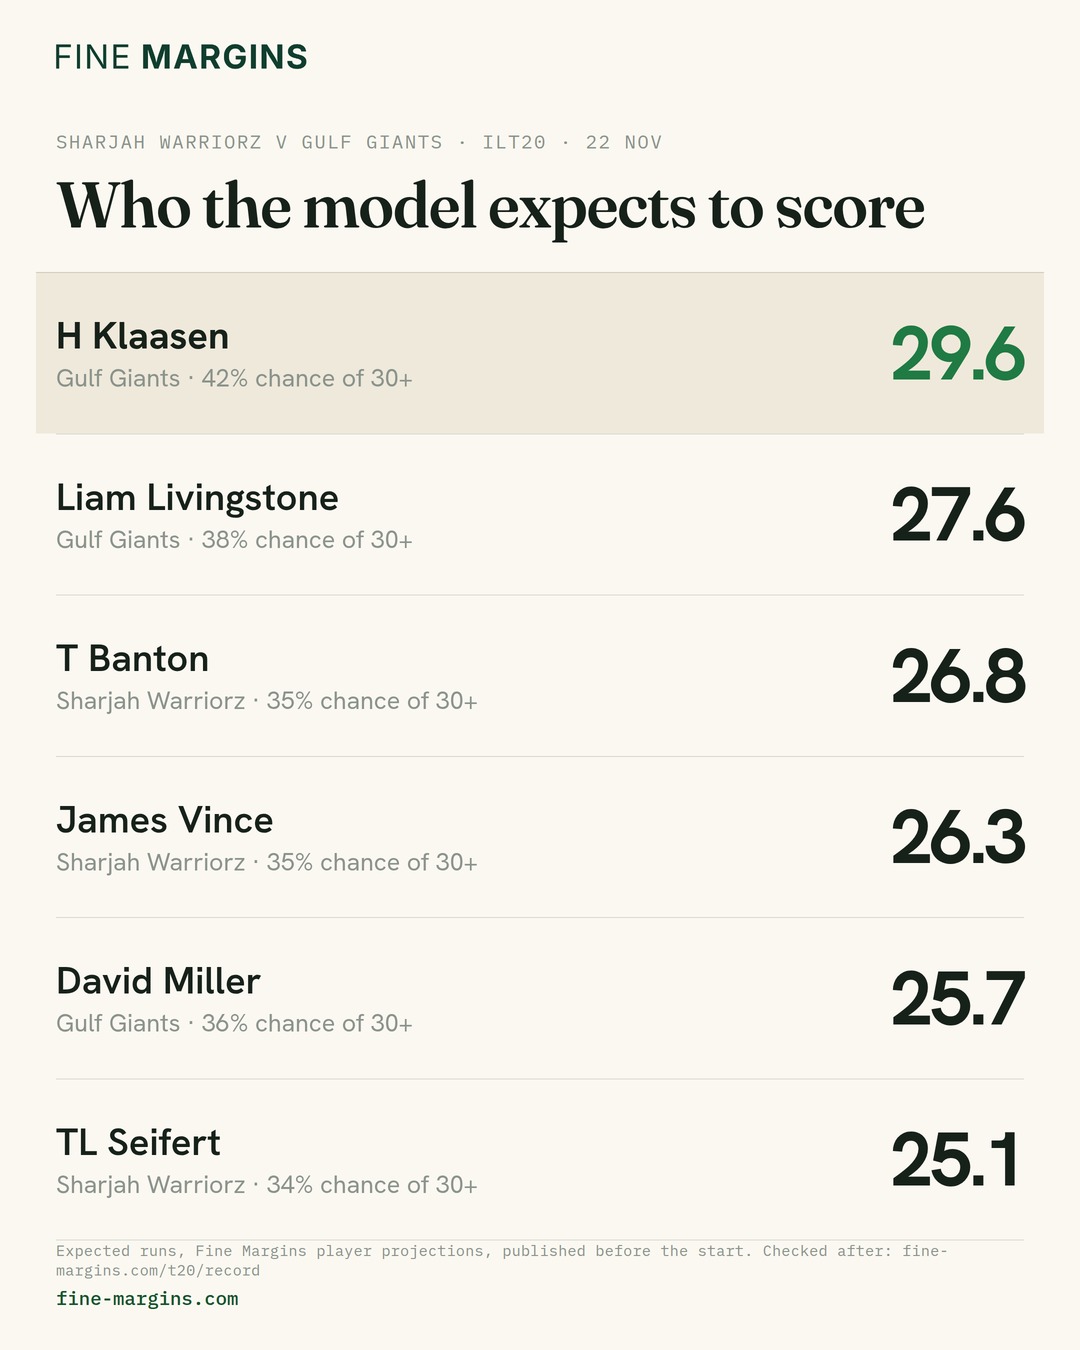 FINE MARGINS
SHARJAH WARRIORZ V GULF GIANTS · ILT20 · 22 NOV
Who the model expects to score
H Klaasen
29.6
Gulf Giants · 42% chance of 30+
Liam Livingstone
27.6
Gulf Giants · 38% chance of 30+
T Banton
26.8
Sharjah Warriorz · 35% chance of 30+
James Vince
26.3
Sharjah Warriorz · 35% chance of 30+
David Miller
25.7
Gulf Giants · 36% chance of 30+
TL Seifert
25.1
Sharjah Warriorz · 34% chance of 30+
Expected runs, Fine Margins player projections, published before the start. Checked after: fine-
margins.com/t20/record
fine-margins.com